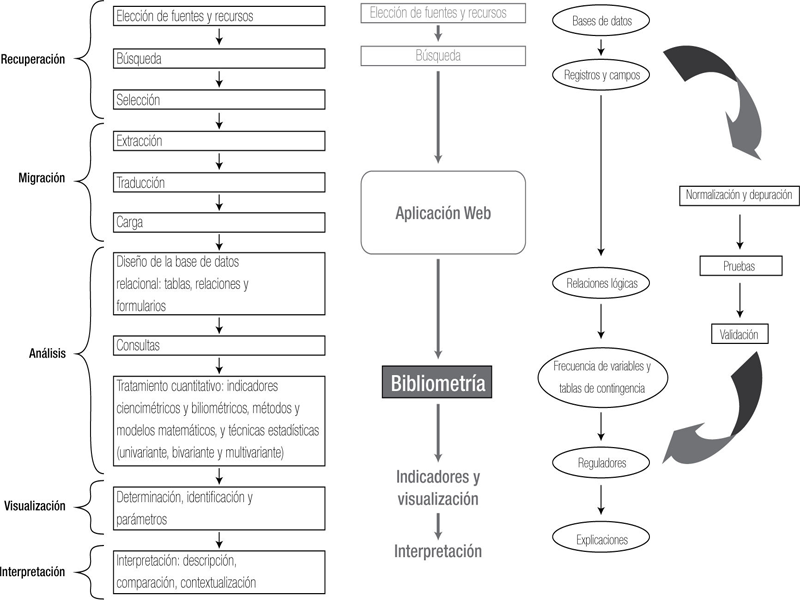 Recuperación
Elección de fuentes y recursos
Búsqueda
Selección
Migración
Extracción
Traducción
Carga
Análisis
Diseño de la base de datos
relacional: tablas, relaciones y
formularios
Consultas
Tratamiento cuantitativo: indicadores
ciencimétricos y biliométricos, métodos y
modelos matemáticos, y técnicas estadísticas
(univariante, bivariante y multivariante)
Visualización
Determinación, identificación y
parámetros
Interpretación
Interpretación: descripción,
comparación, contextualización
Elección de fuentes y recursos
Búsqueda
Aplicación Web
Bibliometría
Indicadores y
visualización
Interpretación
Bases de datos
Registros y campos
Relaciones lógicas
Frecuencia de variables y
tablas de contingencia
Reguladores
Explicaciones
Normalización y depuración
Pruebas
Validación